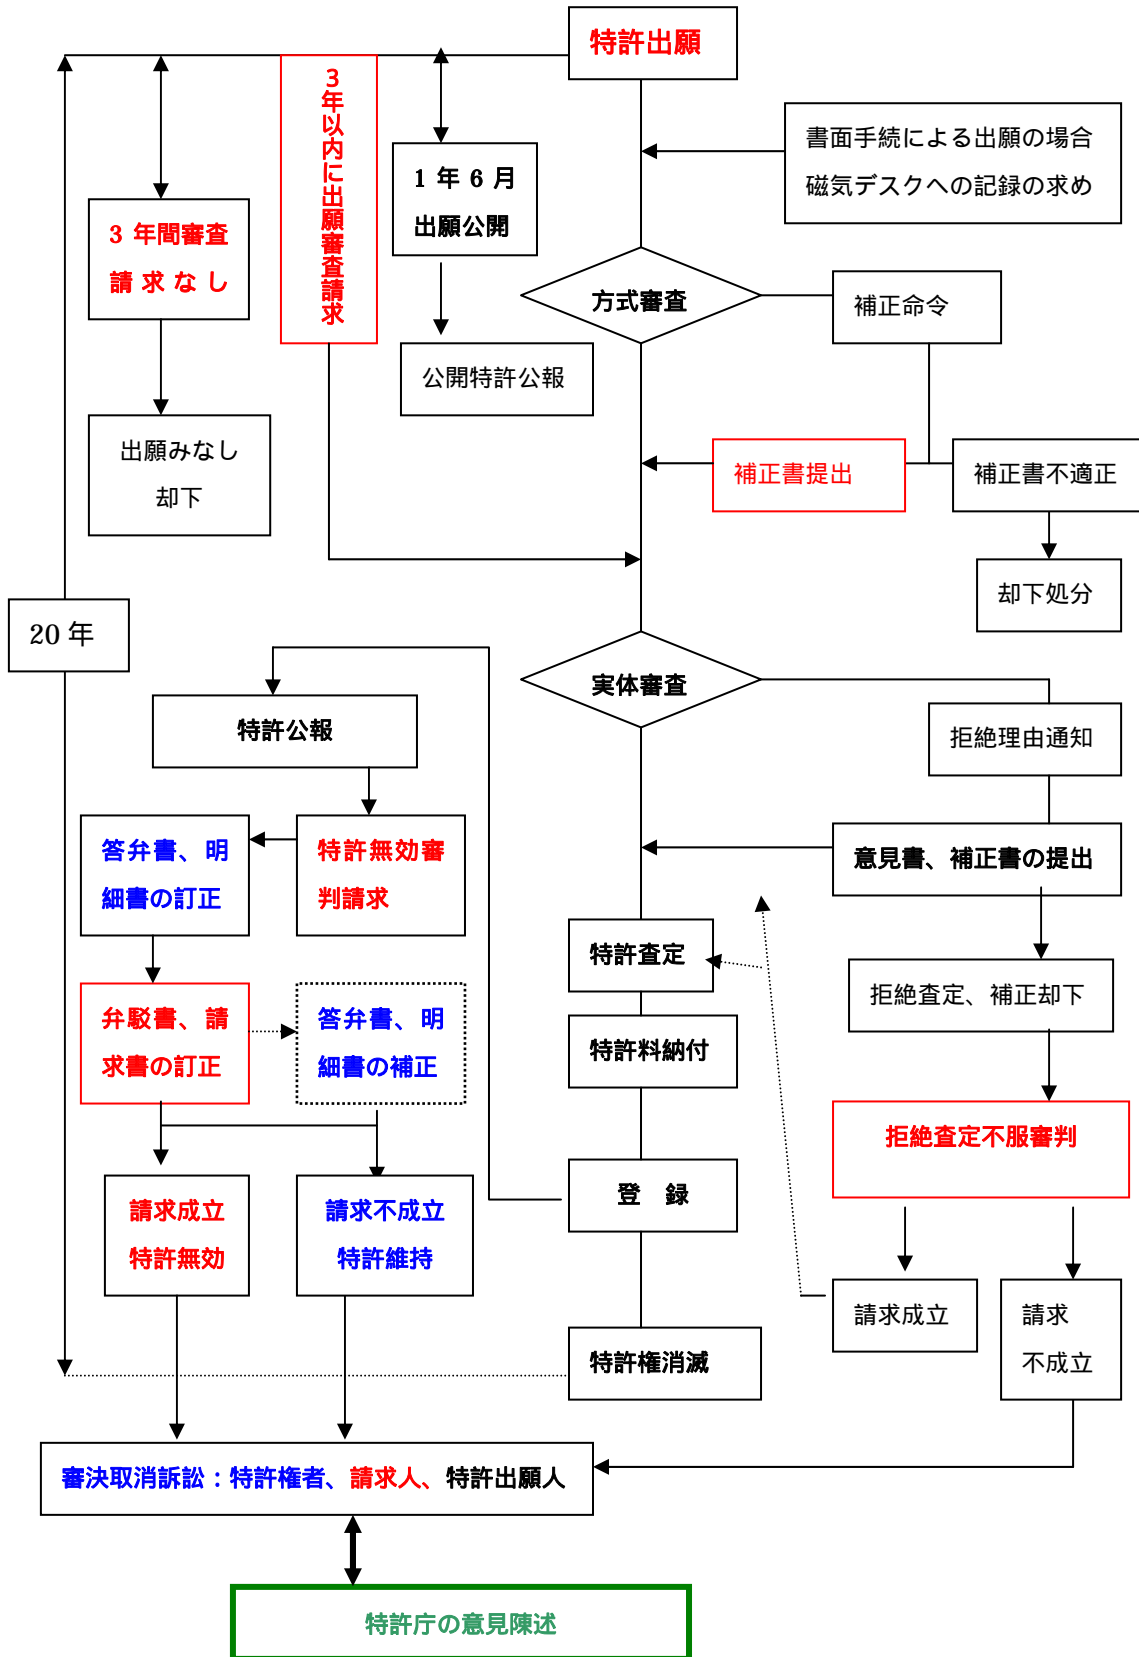 特許出願
書面手続による出願の場合
磁気デスクへの記録の求め
3年以内に出願審査請求
1 年 6 月
出願公開
3 年間審査
請 求 な し
方式審査
補正命令
公開特許公報
出願みなし
却下
補正書提出
補正書不適正
却下処分
20 年
実体審査
特許公報
拒絶理由通知
答弁書、明
細書の訂正
特許無効審
判請求
意見書、補正書の提出
特許査定
拒絶査定、補正却下
弁駁書、請
求書の訂正
答弁書、明
細書の補正
特許料納付
拒絶査定不服審判
登 録
請求成立
特許無効
請求不成立
特許維持
請求成立
請求
不成立
特許権消滅
審決取消訴訟：特許権者、請求人、特許出願人
特許庁の意見陳述